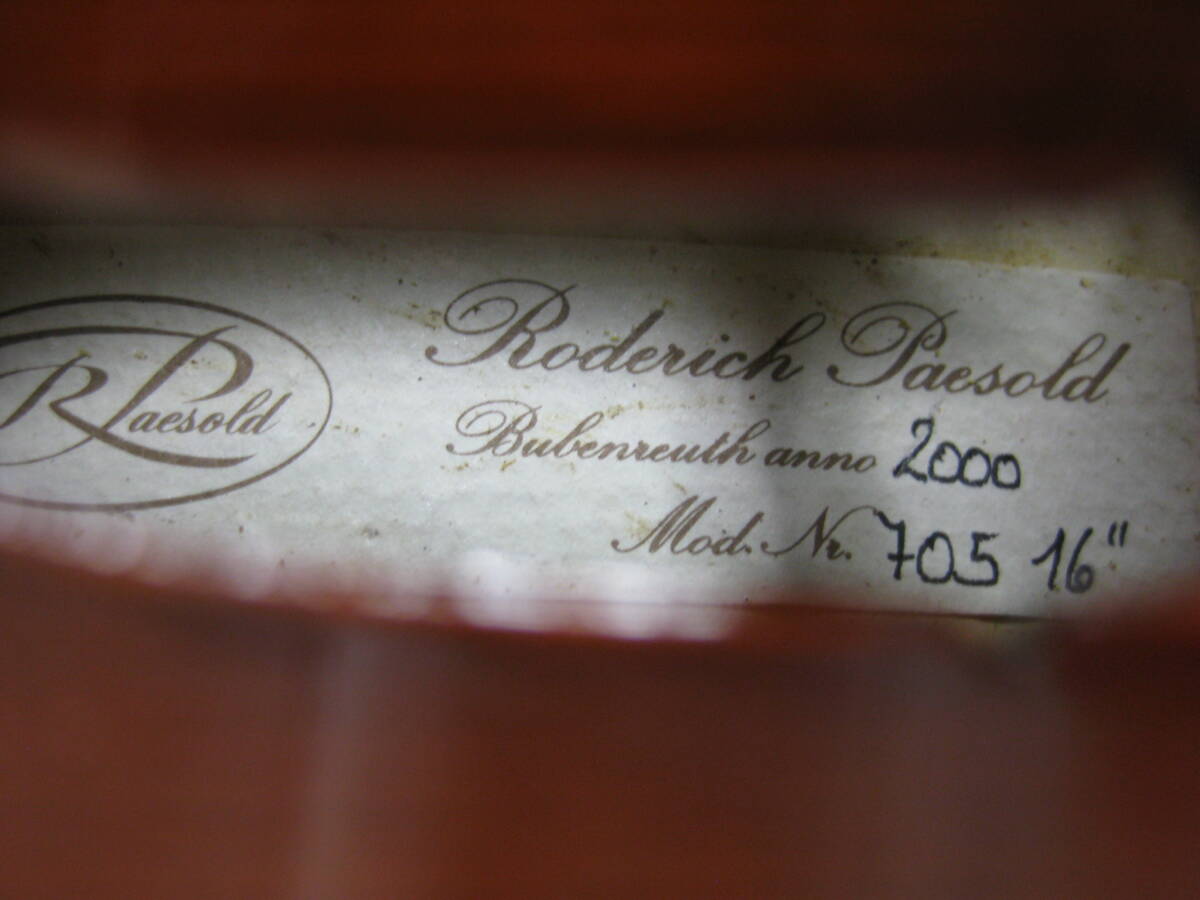 RPaesold
Roderich Paesold
Bubenreuth anno 2000
Mod. Nr. 705 16"